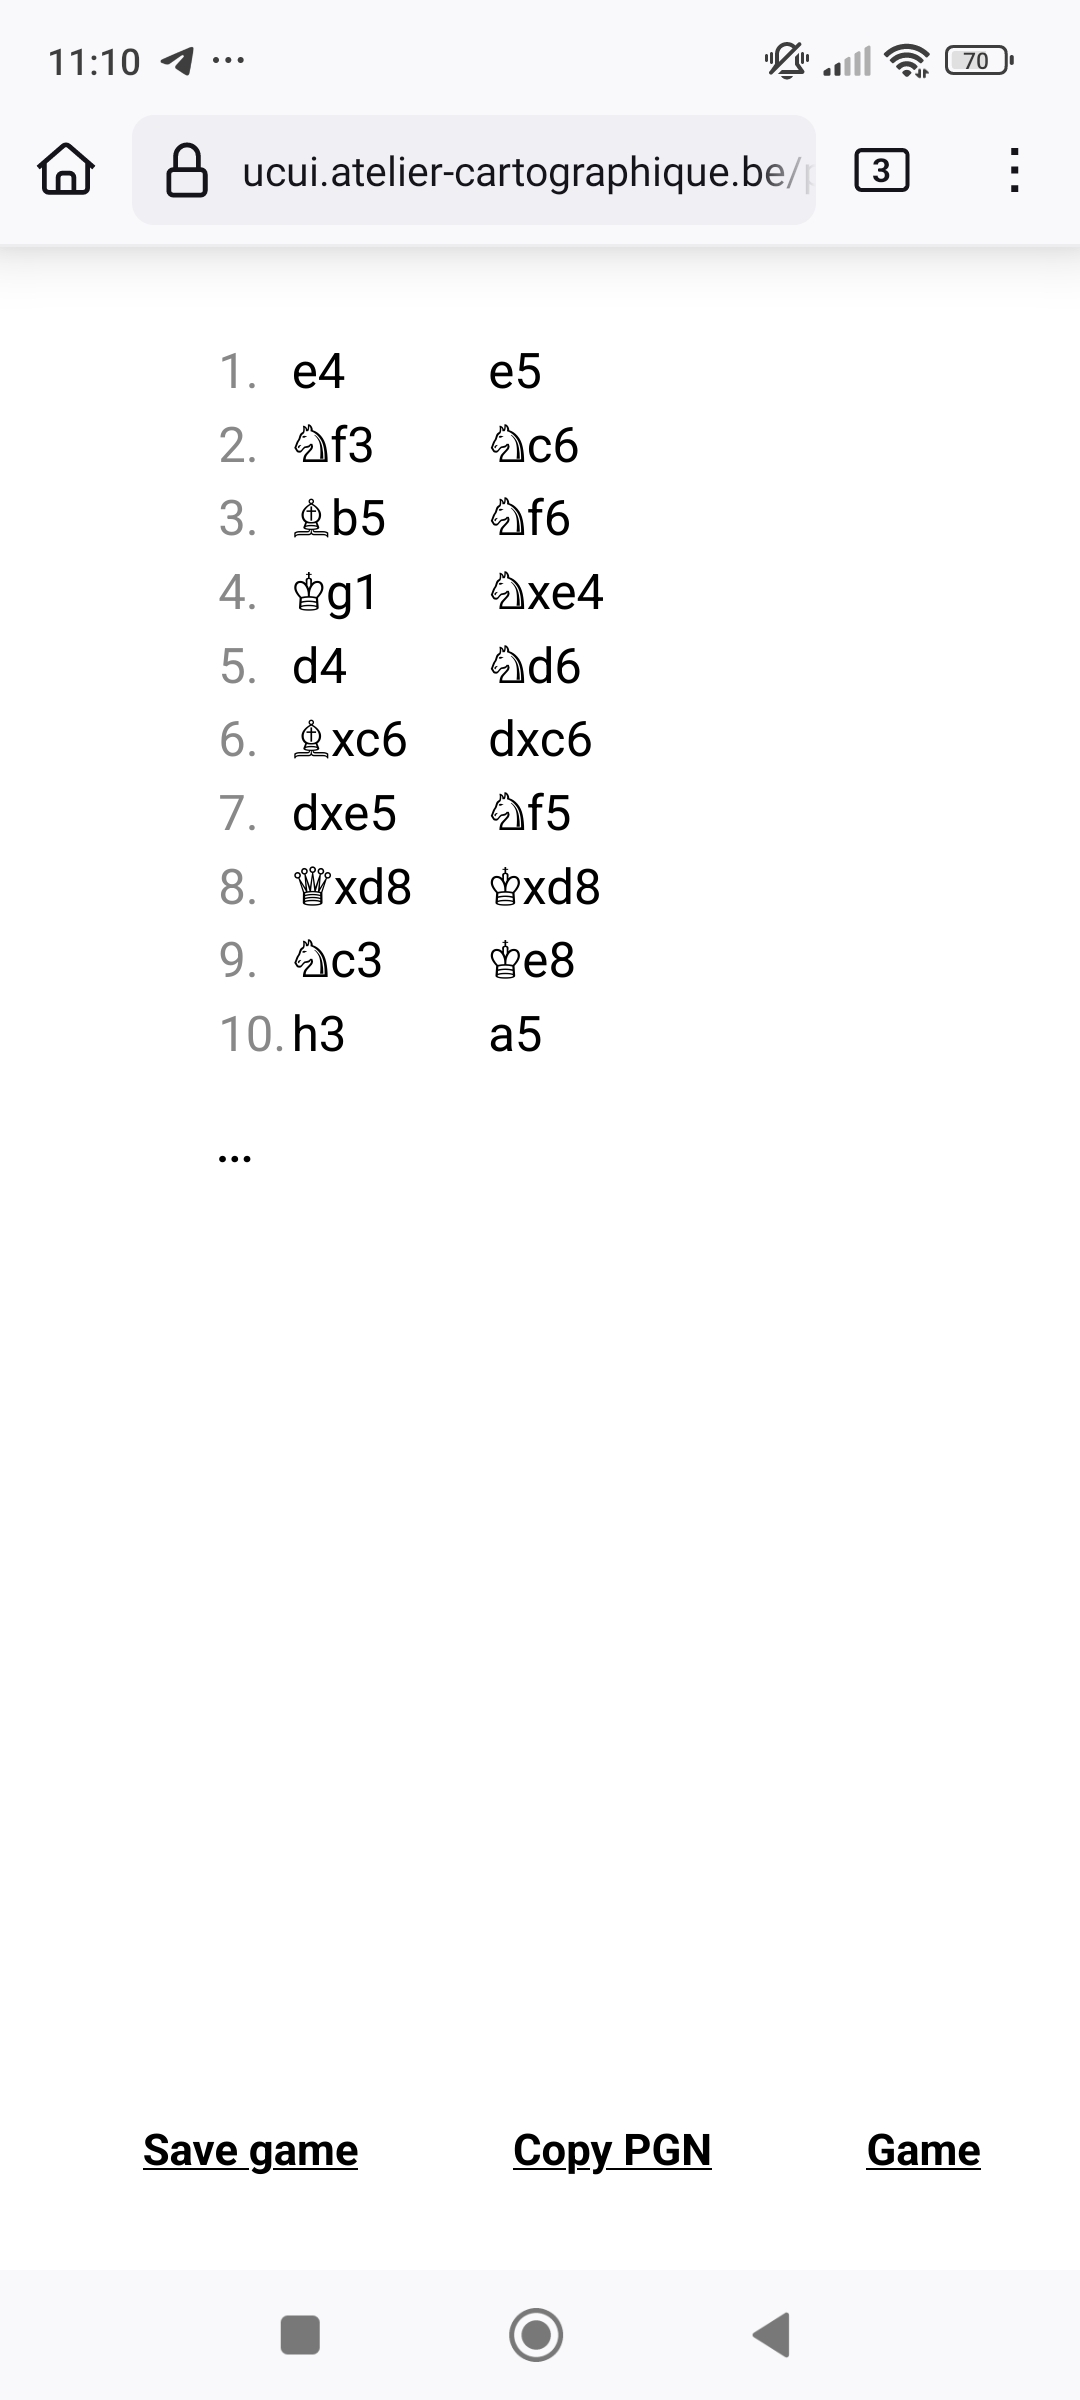 11:10 ...
70
ucui.atelier-cartographique.be/
3
1. e4 e5
2. ♘f3 ♘c6
3. ♗b5 ♘f6
4. ♔g1 ♘xe4
5. d4 ♘d6
6. ♗xc6 dxc6
7. dxe5 ♘f5
8. ♕xd8 ♔xd8
9. ♘c3 ♔e8
10. h3 a5
...
Save game Copy PGN Game